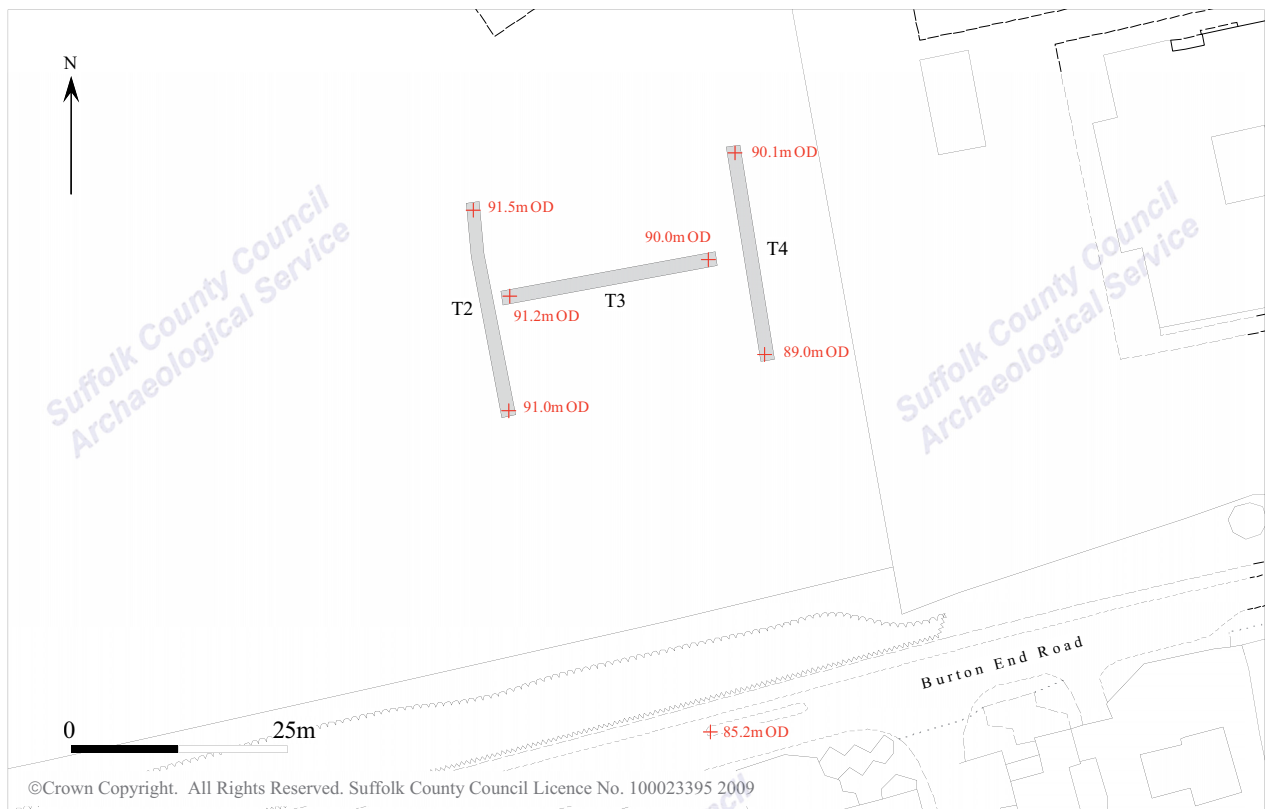 N
90.1m OD
91.5m OD
90.0m OD
T4
T2
T3
91.2m OD
89.0m OD
91.0m OD
Suffolk County Council
Archaeological Service
Suffolk County Council
Archaeological Service
Burton End Road
0 25m
85.2m OD
©Crown Copyright. All Rights Reserved. Suffolk County Council Licence No. 100023395 2009